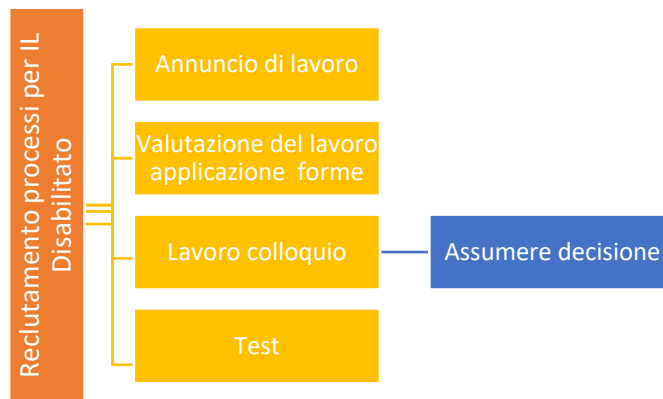 Reclutamento processi per IL
Disabilitato
Annuncio di lavoro
Valutazione del lavoro
applicazione forme
Lavoro colloquio
Assumere decisione
Test